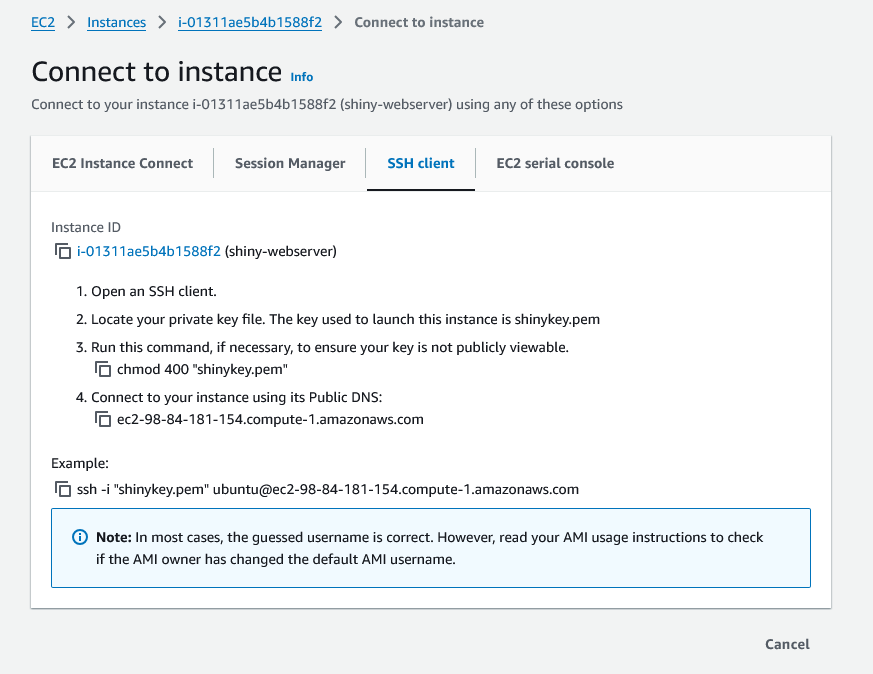 EC2 > Instances > i-01311ae5b4b1588f2 > Connect to instance
Connect to instance Info
Connect to your instance i-01311ae5b4b1588f2 (shiny-webserver) using any of these options
EC2 Instance Connect Session Manager SSH client EC2 serial console
Instance ID
i-01311ae5b4b1588f2 (shiny-webserver)
1. Open an SSH client.
2. Locate your private key file. The key used to launch this instance is shinykey.pem
3. Run this command, if necessary, to ensure your key is not publicly viewable.
chmod 400 "shinykey.pem"
4. Connect to your instance using its Public DNS:
ec2-98-84-181-154.compute-1.amazonaws.com
Example:
ssh -i "shinykey.pem" ubuntu@ec2-98-84-181-154.compute-1.amazonaws.com
Note: In most cases, the guessed username is correct. However, read your AMI usage instructions to check
if the AMI owner has changed the default AMI username.
Cancel